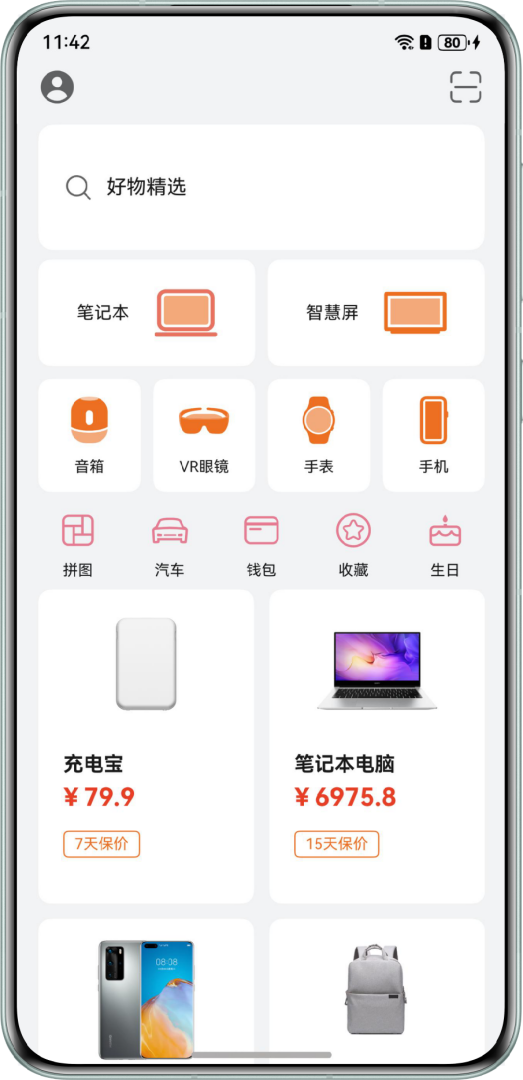 11:42
80
好物精选
笔记本
智慧屏
音箱
VR眼镜
手表
手机
拼图
汽车
钱包
收藏
生日
充电宝
¥ 79.9
7天保价
笔记本电脑
¥ 6975.8
15天保价
08:08